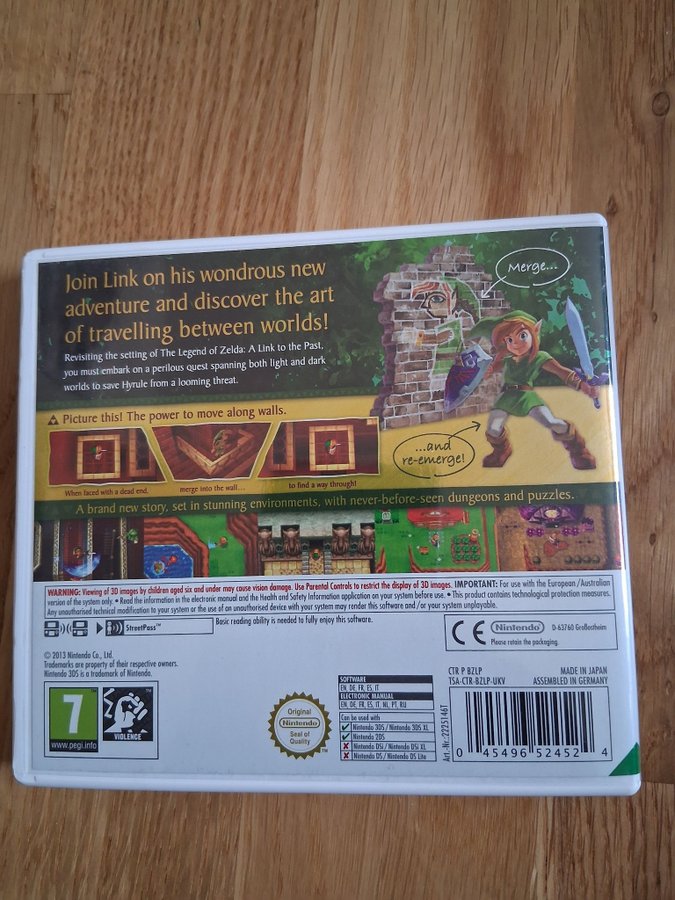 Join Link on his wondrous new
adventure and discover the art
of travelling between worlds!
Revisiting the setting of The Legend of Zelda: A Link to the Past,
you must embark on a perilous quest spanning both light and dark
worlds to save Hyrule from a looming threat.
Merge...
...and
re-emerge!
Picture this! The power to move along walls.
When faced with a dead end,
merge into the wall...
to find a way through!
A brand new story, set in stunning environments, with never-before-seen dungeons and puzzles.
WARNING: Viewing of 3D images by children aged six and under may cause vision damage. Use Parental Controls to restrict the display of 3D images. IMPORTANT: For use with the European / Australian
version of the system only. • Read the information in the electronic manual and the Health and Safety Information application on your system before use. • This product contains technological protection measures.
Any unauthorised technical modification to your system or the use of an unauthorised device with your system may render this software and /or your system unplayable.
StreetPass™
Basic reading ability is needed to fully enjoy this software.
CE
Nintendo®
D-63760 Großostheim
Please retain the packaging.
© 2013 Nintendo Co., Ltd.
Trademarks are property of their respective owners.
Nintendo 3DS is a trademark of Nintendo.
CTR P BZLP
TSA-CTR-BZLP-UKV
MADE IN JAPAN
ASSEMBLED IN GERMANY
7
www.pegi.info
VIOLENCE
Original
Nintendo
Seal of
Quality
SOFTWARE
EN, DE, FR, ES, IT
ELECTRONIC MANUAL
EN, DE, FR, ES, IT, NL, PT, RU
Can be used with
Nintendo 3DS / Nintendo 3DS XL
Nintendo 2DS
Nintendo DSi / Nintendo DSi XL
Nintendo DS / Nintendo DS Lite
Art.-Nr.: 2225146T
0 45496 52452 4